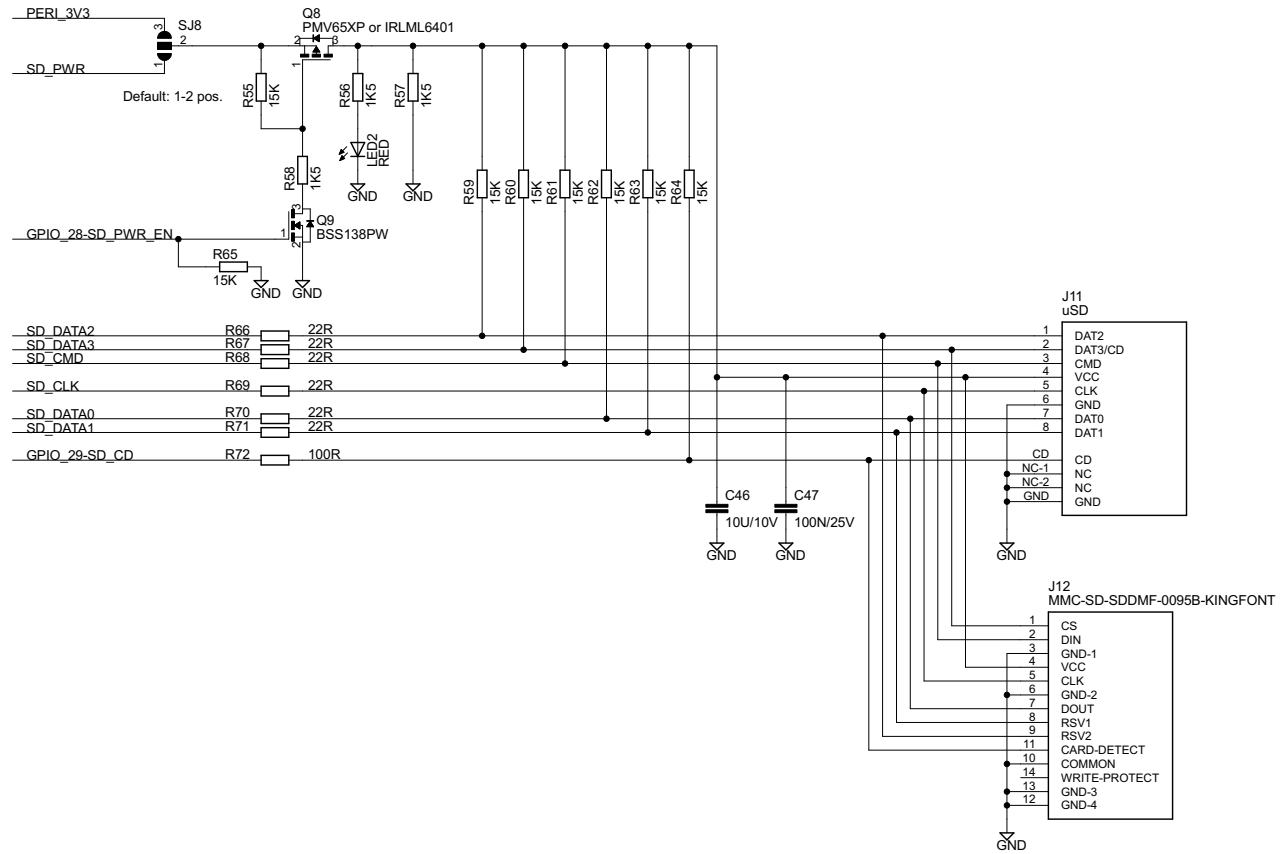 PERI_3V3
3
SJ8
2
1
SD_PWR
Default: 1-2 pos.
Q8
PMV65XP or IRLML6401
2
3
1
R55
15K
R56
1K5
R57
1K5
LED2
RED
GND
GND
R58
1K5
R59
15K
R60
15K
R61
15K
R62
15K
R63
15K
R64
15K
GPIO_28-SD_PWR_EN
3
1
2
Q9
BSS138PW
R65
15K
GND
GND
SD_DATA2 R66 22R
SD_DATA3 R67 22R
SD_CMD R68 22R
SD_CLK R69 22R
SD_DATA0 R70 22R
SD_DATA1 R71 22R
GPIO_29-SD_CD R72 100R
C46
10U/10V
GND
C47
100N/25V
GND
J11
uSD
1 DAT2
2 DAT3/CD
3 CMD
4 VCC
5 CLK
6 GND
7 DAT0
8 DAT1
CD CD
NC-1 NC
NC-2 NC
GND GND
GND
J12
MMC-SD-SDDMF-0095B-KINGFONT
1 CS
2 DIN
3 GND-1
4 VCC
5 CLK
6 GND-2
7 DOUT
8 RSV1
9 RSV2
11 CARD-DETECT
10 COMMON
14 WRITE-PROTECT
13 GND-3
12 GND-4
GND